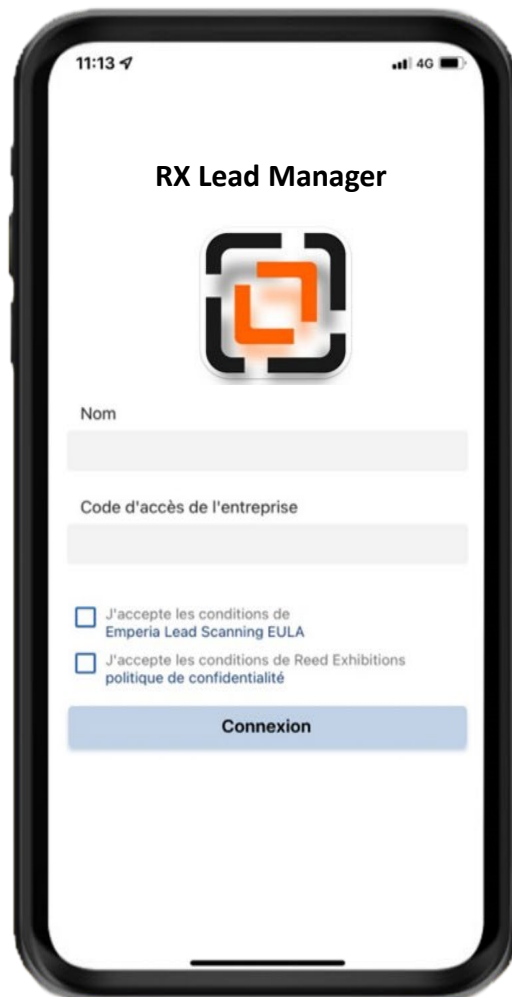 11:13
4G
RX Lead Manager
Nom
Code d'accès de l'entreprise
J'accepte les conditions de
Emperia Lead Scanning EULA
J'accepte les conditions de Reed Exhibitions
politique de confidentialité
Connexion